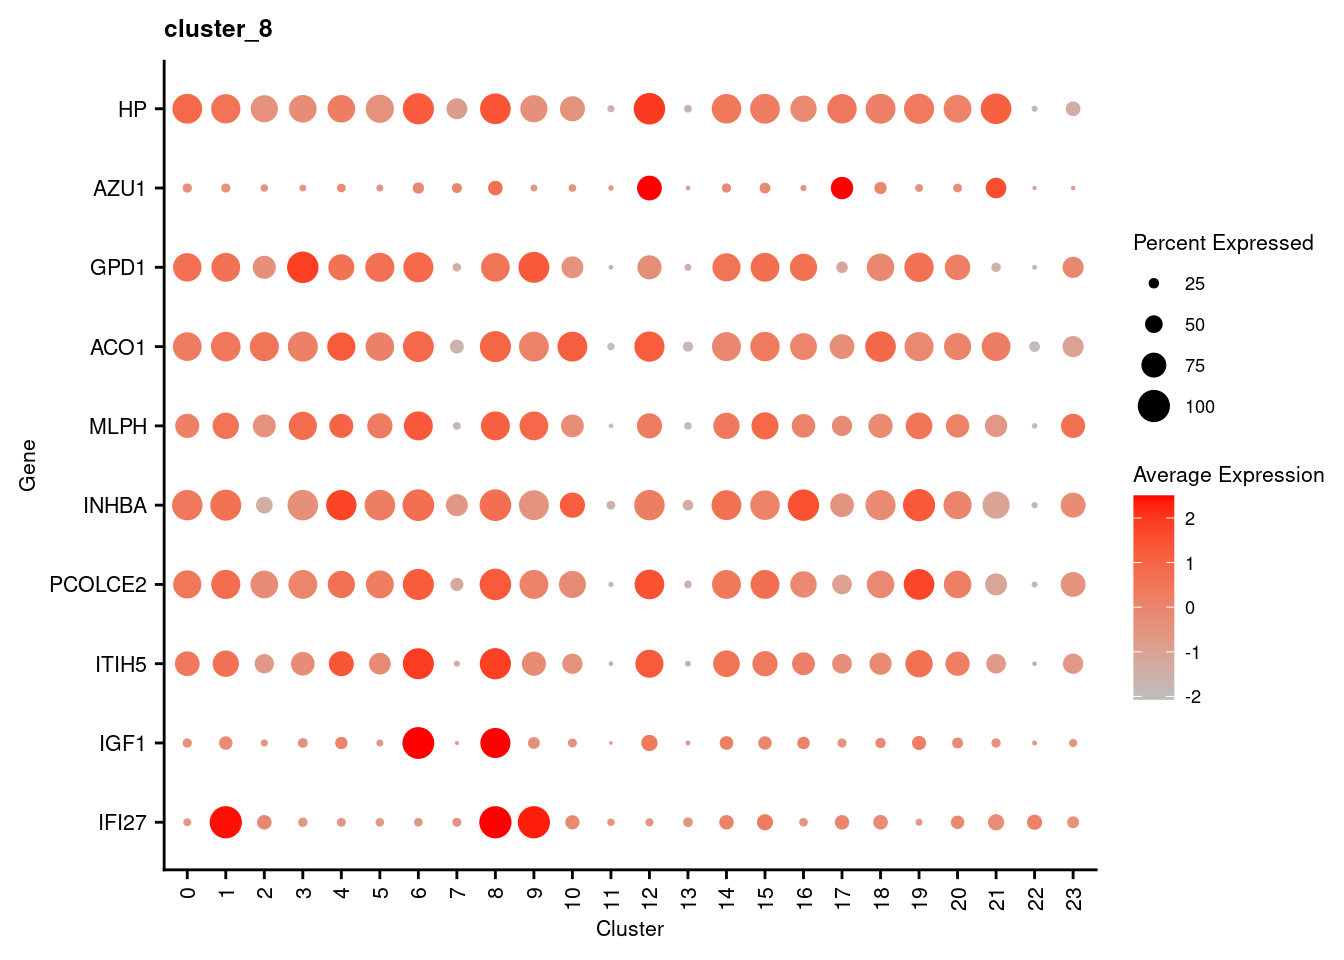 cluster_8
HP
AZU1
GPD1
ACO1
MLPH
INHBA
PCOLCE2
ITIH5
IGF1
IFI27
Gene
0 1 2 3 4 5 6 7 8 9 10 11 12 13 14 15 16 17 18 19 20 21 22 23
Cluster
Percent Expressed
25
50
75
100
Average Expression
2
1
0
-1
-2